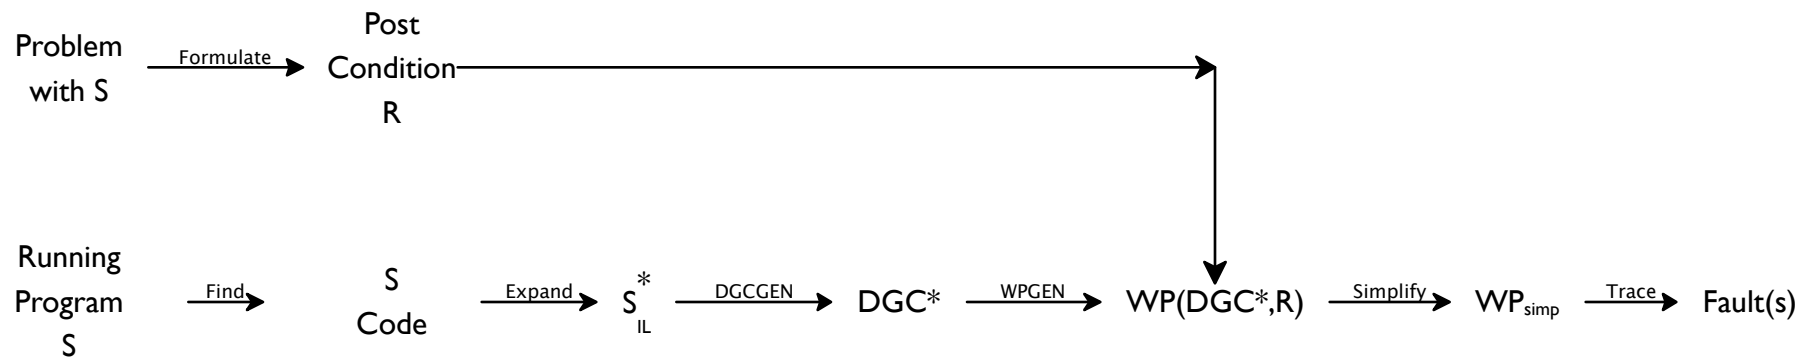 Problem
with S
Formulate
Post
Condition
R
Running
Program
S
Find
S
Code
Expand
S*IL
DGCGEN
DGC*
WPGEN
WP(DGC*,R)
Simplify
WPsimp
Trace
Fault(s)